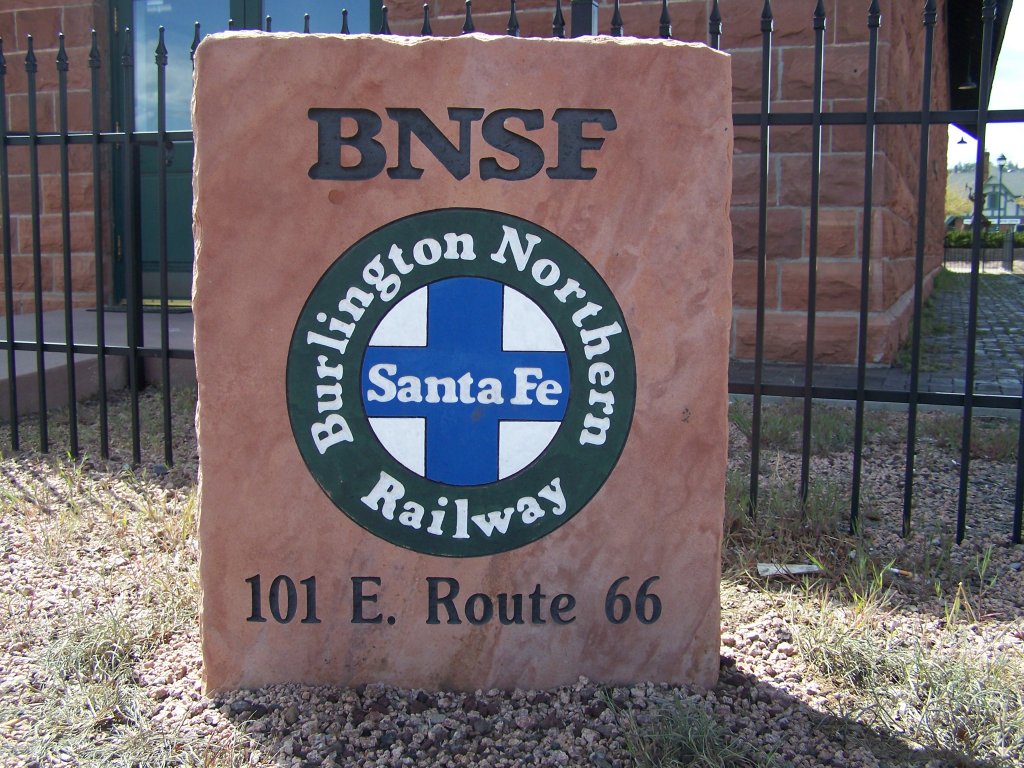 BNSF
Burlington Northern
Santa Fe
Railway
101 E. Route 66